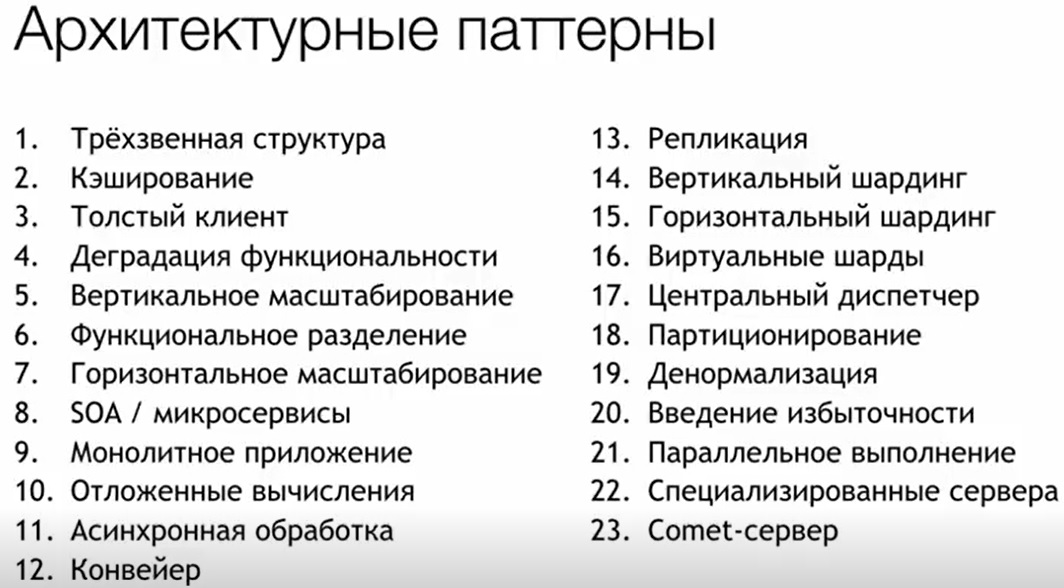 Архитектурные паттерны
1. Трёхзвенная структура
2. Кэширование
3. Толстый клиент
4. Деградация функциональности
5. Вертикальное масштабирование
6. Функциональное разделение
7. Горизонтальное масштабирование
8. SOA / микросервисы
9. Монолитное приложение
10. Отложенные вычисления
11. Асинхронная обработка
12. Конвейер
13. Репликация
14. Вертикальный шардинг
15. Горизонтальный шардинг
16. Виртуальные шарды
17. Центральный диспетчер
18. Партиционирование
19. Денормализация
20. Введение избыточности
21. Параллельное выполнение
22. Специализированные сервера
23. Comet-сервер